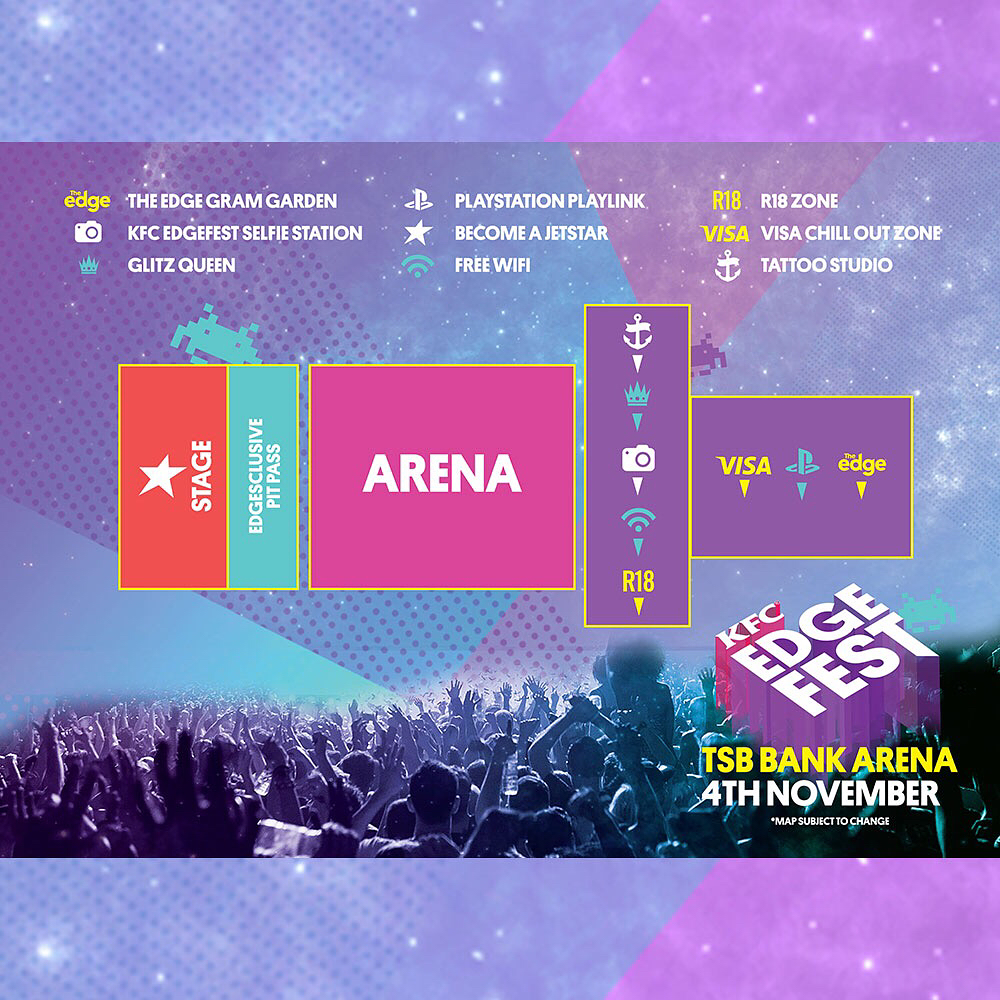 The edge THE EDGE GRAM GARDEN
KFC EDGEFEST SELFIE STATION
GLITZ QUEEN
PLAYSTATION PLAYLINK
BECOME A JETSTAR
FREE WIFI
R18 R18 ZONE
VISA VISA CHILL OUT ZONE
TATTOO STUDIO
STAGE
EDGESCLUSIVE
PIT PASS
ARENA
R18
VISA
The edge
KFC
EDGE
FEST
TSB BANK ARENA
4TH NOVEMBER
*MAP SUBJECT TO CHANGE